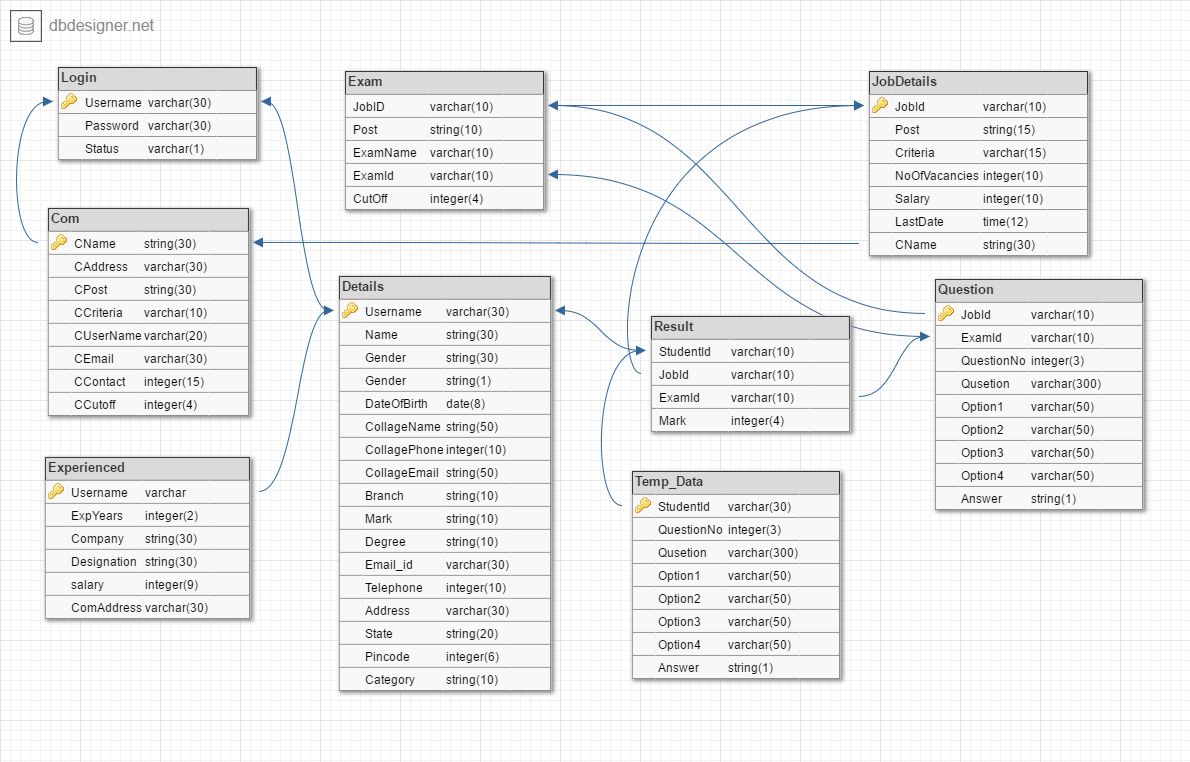 dbdesigner.net
Login
Username varchar(30)
Password varchar(30)
Status varchar(1)
Com
CName string(30)
CAddress varchar(30)
CPost string(30)
CCriteria varchar(10)
CUserName varchar(20)
CEmail varchar(30)
CContact integer(15)
CCutoff integer(4)
Experienced
Username varchar
ExpYears integer(2)
Company string(30)
Designation string(30)
salary integer(9)
ComAddress varchar(30)
Exam
JobID varchar(10)
Post string(10)
ExamName varchar(10)
ExamId varchar(10)
CutOff integer(4)
Details
Username varchar(30)
Name string(30)
Gender string(30)
Gender string(1)
DateOfBirth date(8)
CollageName string(50)
CollagePhone integer(10)
CollageEmail string(50)
Branch string(10)
Mark string(10)
Degree string(10)
Email_id varchar(30)
Telephone integer(10)
Address varchar(30)
State string(20)
Pincode integer(6)
Category string(10)
Result
StudentId varchar(10)
JobId varchar(10)
ExamId varchar(10)
Mark integer(4)
Temp_Data
StudentId varchar(30)
QuestionNo integer(3)
Qusetion varchar(300)
Option1 varchar(50)
Option2 varchar(50)
Option3 varchar(50)
Option4 varchar(50)
Answer string(1)
JobDetails
JobId varchar(10)
Post string(15)
Criteria varchar(15)
NoOfVacancies integer(10)
Salary integer(10)
LastDate time(12)
CName string(30)
Question
JobId varchar(10)
ExamId varchar(10)
QuestionNo integer(3)
Qusetion varchar(300)
Option1 varchar(50)
Option2 varchar(50)
Option3 varchar(50)
Option4 varchar(50)
Answer string(1)